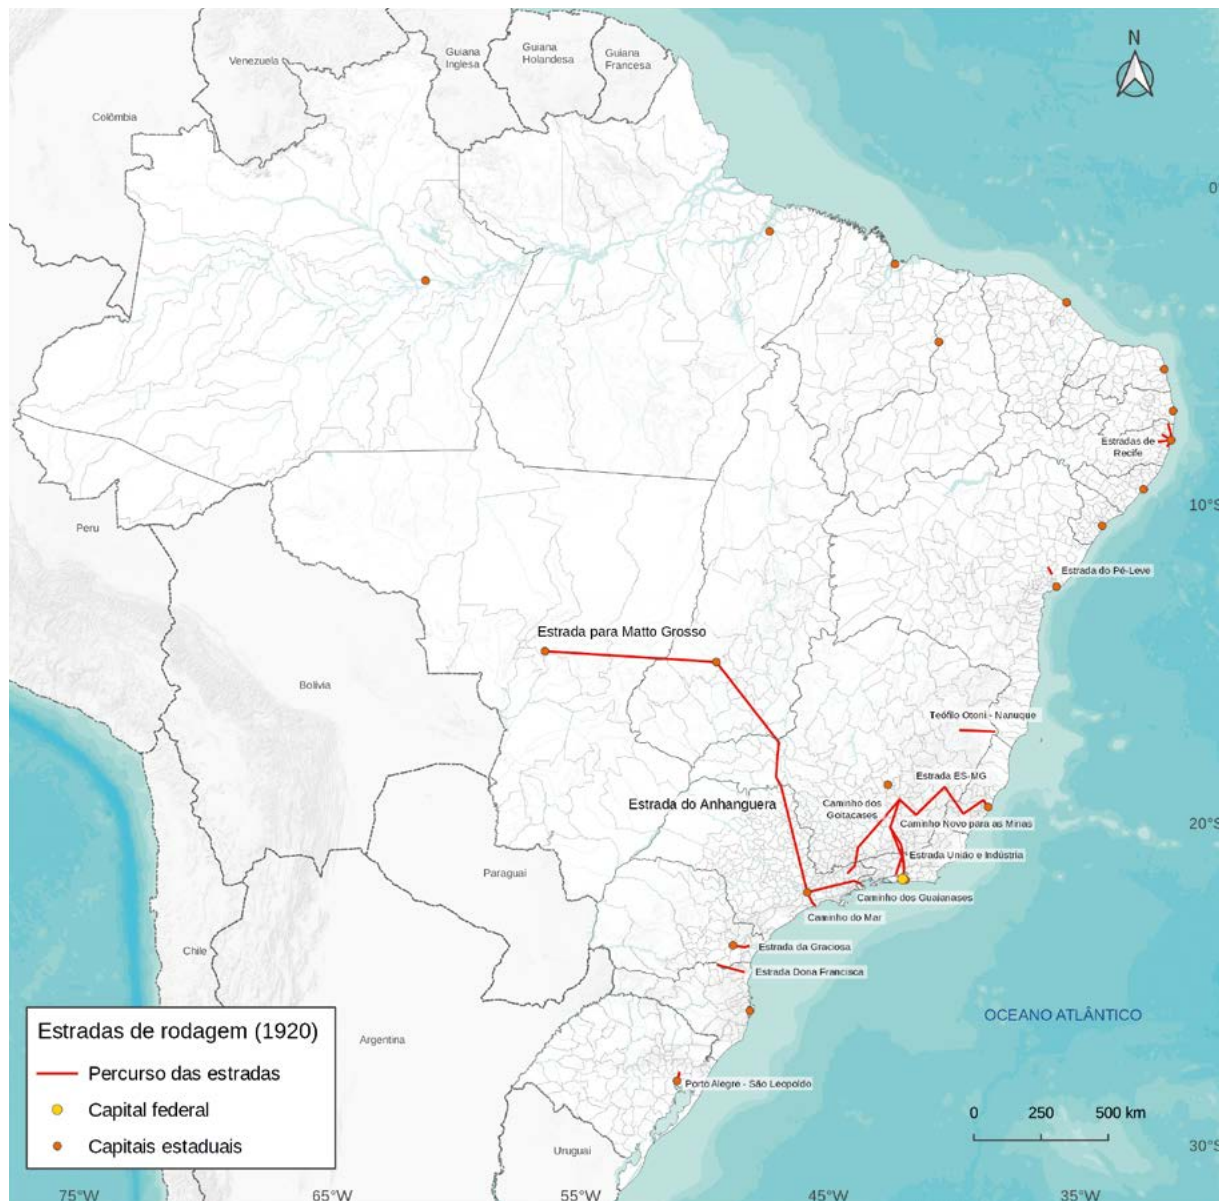 N
Venezuela
Guiana
Inglesa
Guiana
Holandesa
Guiana
Francesa
Colômbia
0
Estradas de
Recife
10°S
Peru
Estrada do Pé-Leve
Estrada para Matto Grosso
Bolívia
Teófilo Otoni - Nanuque
Estrada ES-MG
Estrada do Anhanguera
Caminho dos
Goitacases
Caminho Novo para as Minas
20°S
Estrada União e Indústria
Paraguai
Caminho dos Guaianases
Caminho do Mar
Chile
Estrada da Graciosa
Estrada Dona Francisca
OCEANO ATLÂNTICO
Argentina
Porto Alegre - São Leopoldo
Estradas de rodagem (1920)
Percurso das estradas
Capital federal
Capitais estaduais
0 250 500 km
Uruguai
30°S
75°W 65°W 55°W 45°W 35°W